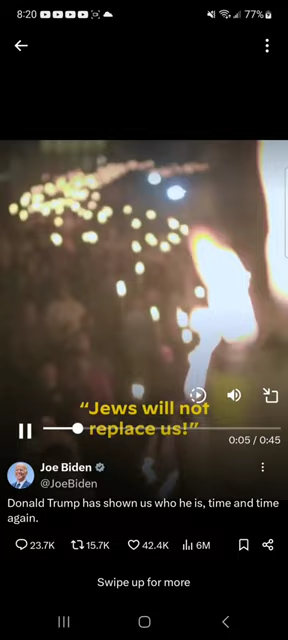 8:20
77%
“Jews will not
replace us!”
0:05 / 0:45
Joe Biden
@JoeBiden
Donald Trump has shown us who he is, time and time
again.
23.7K 15.7K 42.4K 6M
Swipe up for more